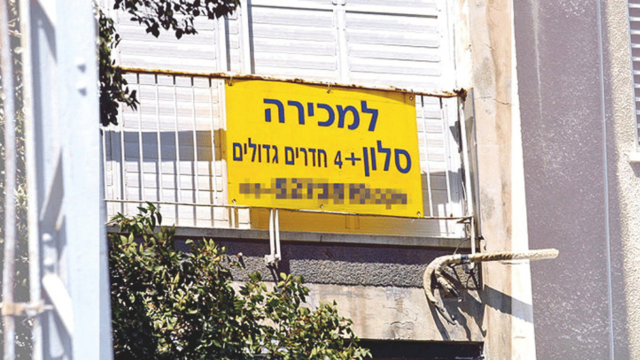 למכירה
סלון+4 חדרים גדולים